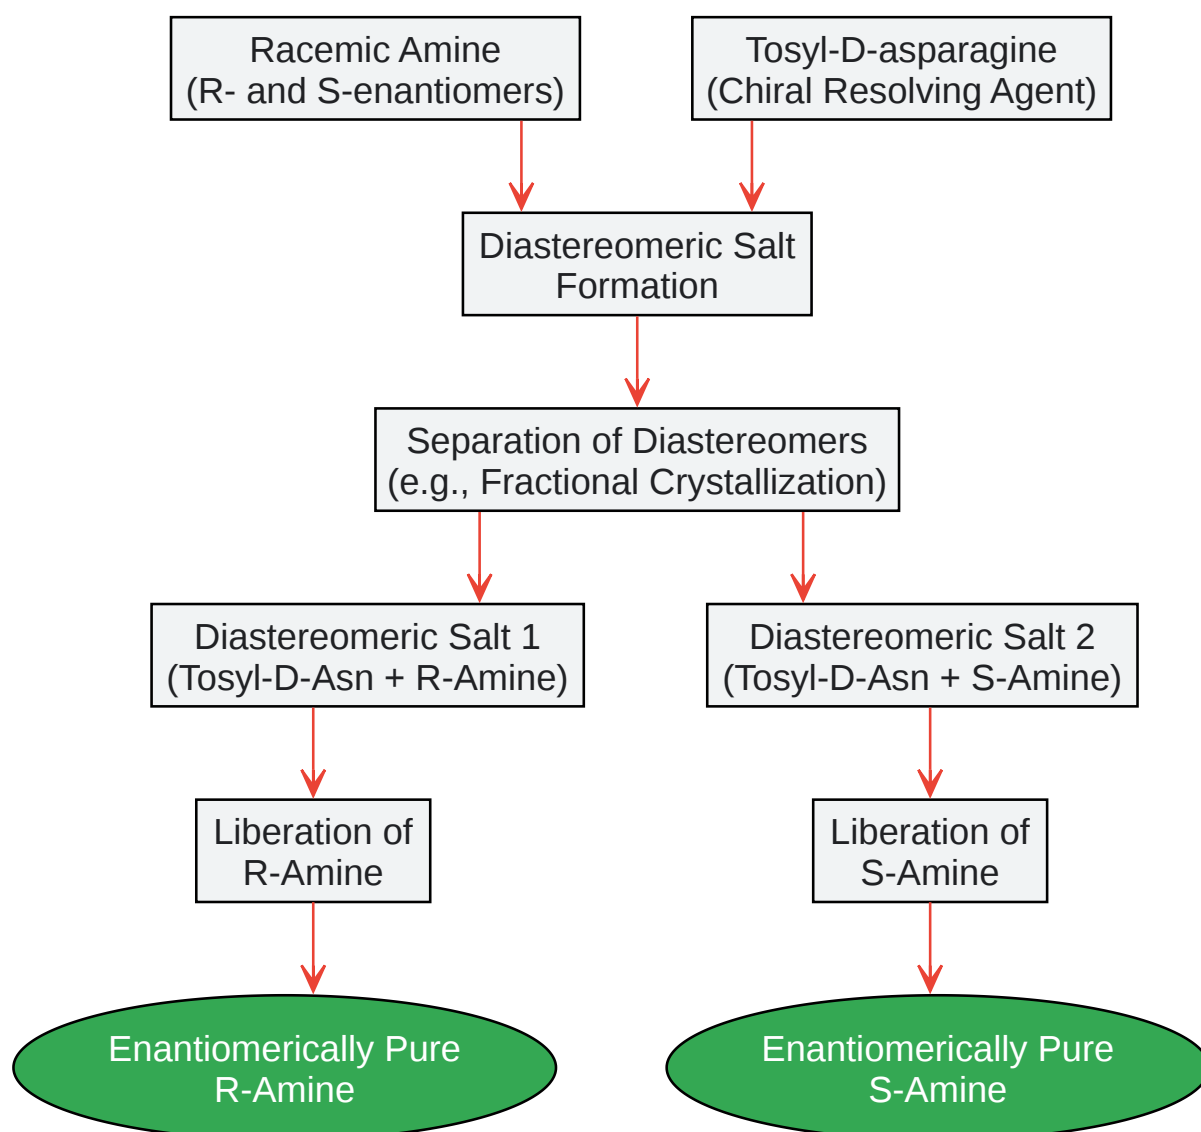 Racemic Amine
(R- and S-enantiomers)
Tosyl-D-asparagine
(Chiral Resolving Agent)
Diastereomeric Salt
Formation
Separation of Diastereomers
(e.g., Fractional Crystallization)
Diastereomeric Salt 1
(Tosyl-D-Asn + R-Amine)
Diastereomeric Salt 2
(Tosyl-D-Asn + S-Amine)
Liberation of
R-Amine
Liberation of
S-Amine
Enantiomerically Pure
R-Amine
Enantiomerically Pure
S-Amine